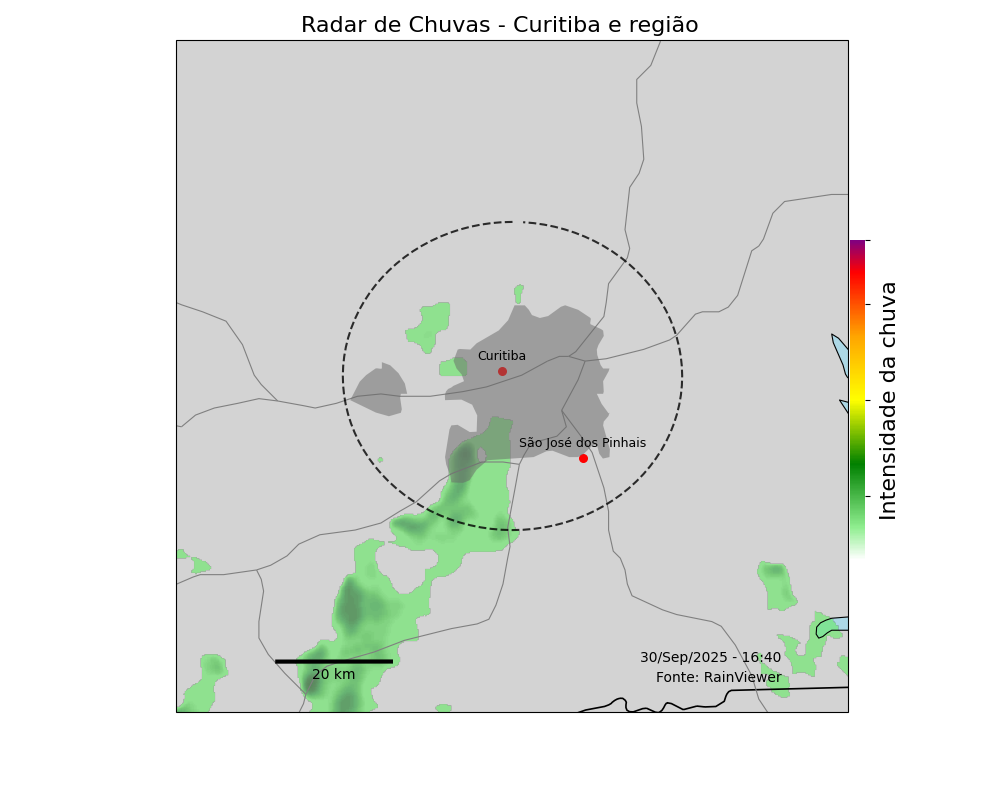 Radar de Chuvas - Curitiba e região
Curitiba
São José dos Pinhais
Intensidade da chuva
30/Sep/2025 - 16:40
Fonte: RainViewer
20 km